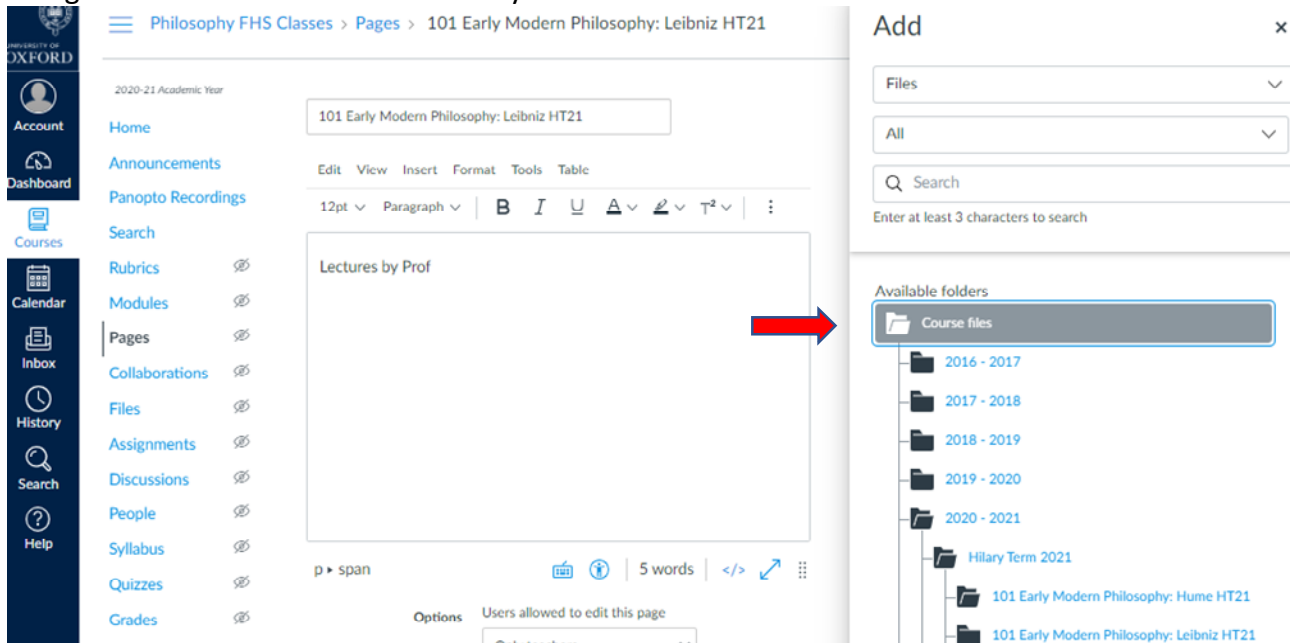 UNIVERSITY OF
OXFORD
Account
Dashboard
Courses
Calendar
Inbox
History
Search
Help
Philosophy FHS Classes > Pages > 101 Early Modern Philosophy: Leibniz HT21
2020-21 Academic Year
Home
Announcements
Panopto Recordings
Search
Rubrics
Modules
Pages
Collaborations
Files
Assignments
Discussions
People
Syllabus
Quizzes
Grades
101 Early Modern Philosophy: Leibniz HT21
Edit View Insert Format Tools Table
12pt Paragraph B I U A T²
Lectures by Prof
p ▸ span 5 words </>
Options Users allowed to edit this page
Add ×
Files
All
Search
Enter at least 3 characters to search
Available folders
Course files
2016 - 2017
2017 - 2018
2018 - 2019
2019 - 2020
2020 - 2021
Hilary Term 2021
101 Early Modern Philosophy: Hume HT21
101 Early Modern Philosophy: Leibniz HT21